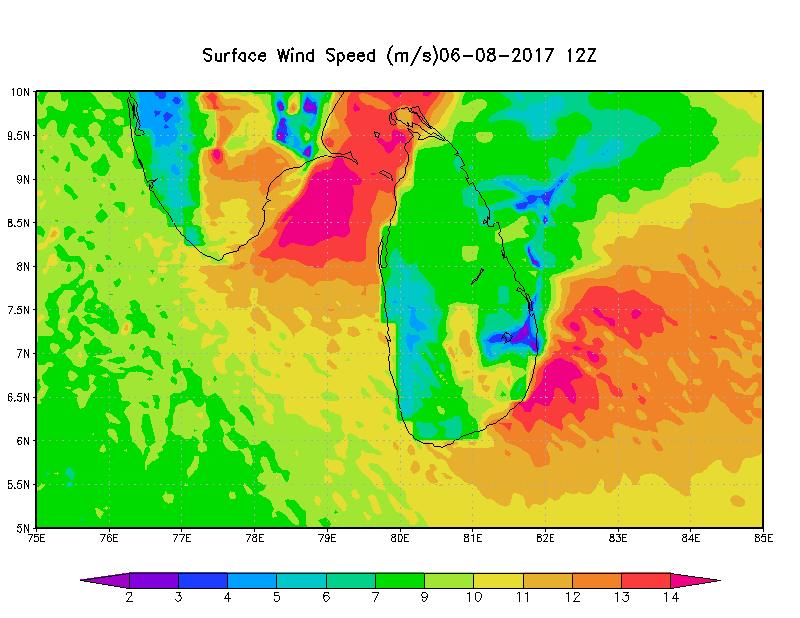 Surface Wind Speed (m/s)06-08-2017 12Z
10N
9.5N
9N
8.5N
8N
7.5N
7N
6.5N
6N
5.5N
5N
75E 76E 77E 78E 79E 80E 81E 82E 83E 84E 85E
2 3 4 5 6 7 9 10 11 12 13 14